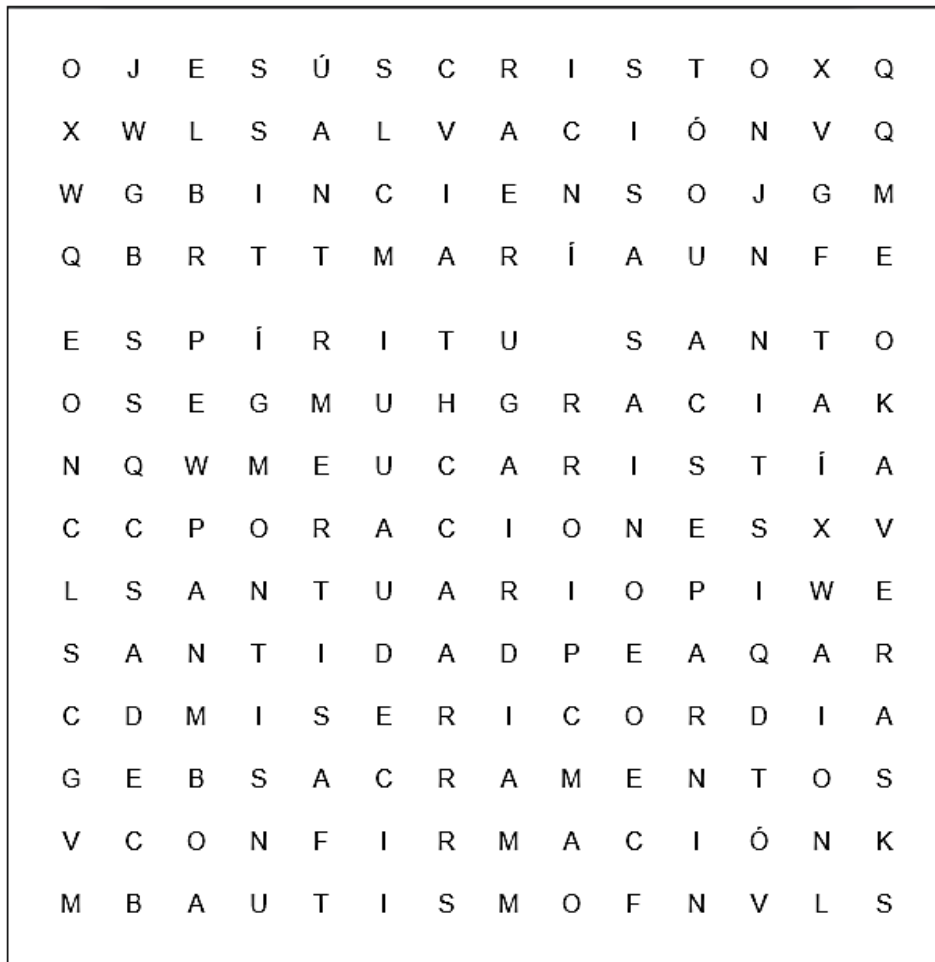 O J E S Ú S C R I S T O X Q
X W L S A L V A C I Ó N V Q
W G B I N C I E N S O J G M
Q B R T T M A R Í A U N F E
E S P Í R I T U S A N T O
O S E G M U H G R A C I A K
N Q W M E U C A R I S T Í A
C C P O R A C I O N E S X V
L S A N T U A R I O P I W E
S A N T I D A D P E A Q A R
C D M I S E R I C O R D I A
G E B S A C R A M E N T O S
V C O N F I R M A C I Ó N K
M B A U T I S M O F N V L S